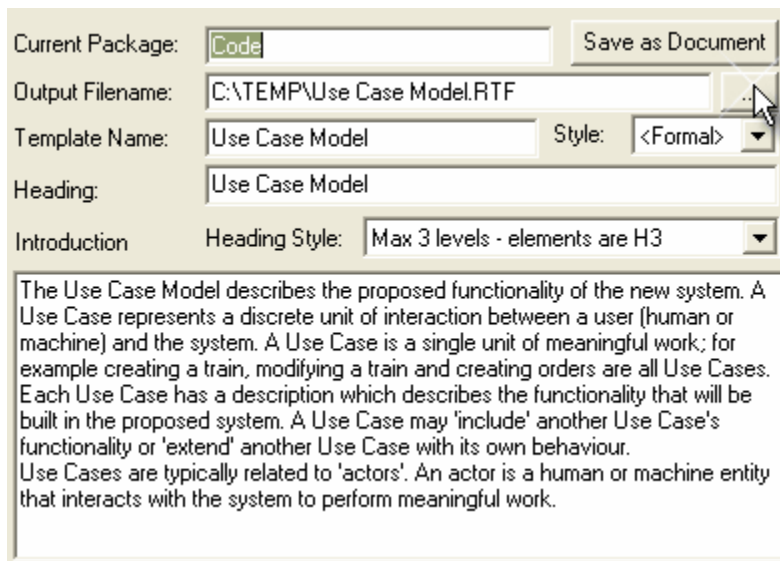 Current Package: Code Save as Document
Output Filename: C:\TEMP\Use Case Model.RTF ...
Template Name: Use Case Model Style: <Formal>
Heading: Use Case Model
Introduction Heading Style: Max 3 levels - elements are H3
The Use Case Model describes the proposed functionality of the new system. A
Use Case represents a discrete unit of interaction between a user (human or
machine) and the system. A Use Case is a single unit of meaningful work; for
example creating a train, modifying a train and creating orders are all Use Cases.
Each Use Case has a description which describes the functionality that will be
built in the proposed system. A Use Case may 'include' another Use Case's
functionality or 'extend' another Use Case with its own behaviour.
Use Cases are typically related to 'actors'. An actor is a human or machine entity
that interacts with the system to perform meaningful work.